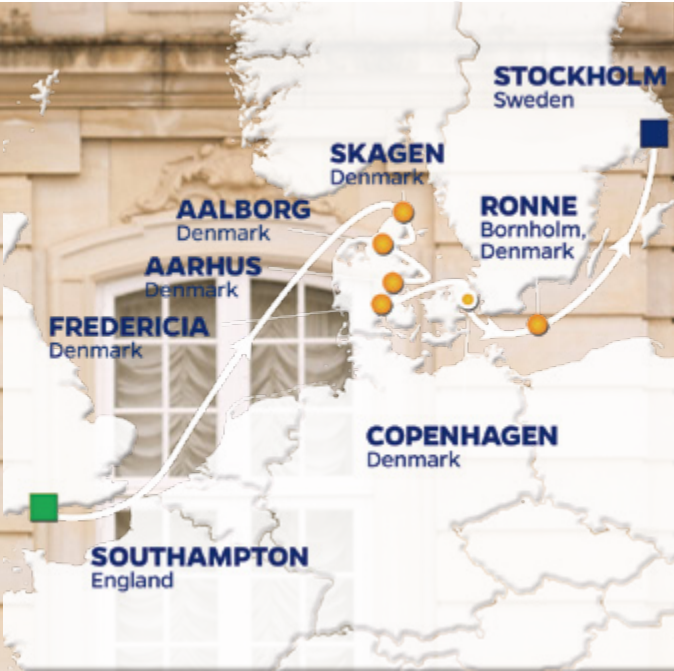 STOCKHOLM
Sweden
SKAGEN
Denmark
AALBORG
Denmark
RONNE
Bornholm,
Denmark
AARHUS
Denmark
FREDERICIA
Denmark
COPENHAGEN
Denmark
SOUTHAMPTON
England